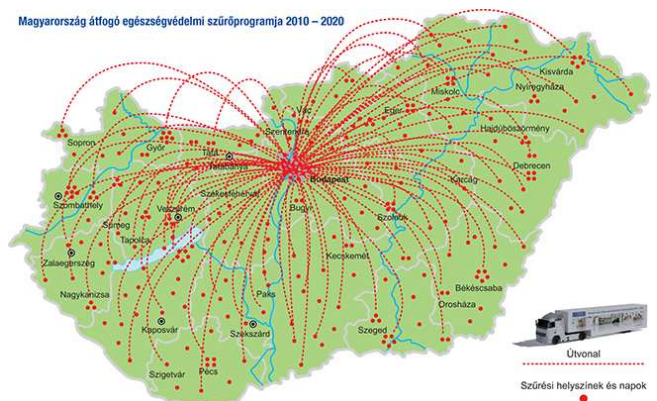 Magyarország átfogó egészségvédelmi szűrőprogramja 2010 – 2020
Kisvárda
Miskolc
Nyíregyháza
Vác
Eger
Szentendre
Hajdúböszörmény
Sopron
Győr
Tata
Tatabánya
Debrecen
Budapest
Karcag
Székesfehérvár
Szombathely
Veszprém
Bugyi
Szolnok
Sümeg
Tapolca
Zalaegerszeg
Kecskemét
Nagykanizsa
Paks
Békéscsaba
Orosháza
Kaposvár
Szekszárd
Szeged
Szigetvár
Pécs
Útvonal
Szűrési helyszínek és napok